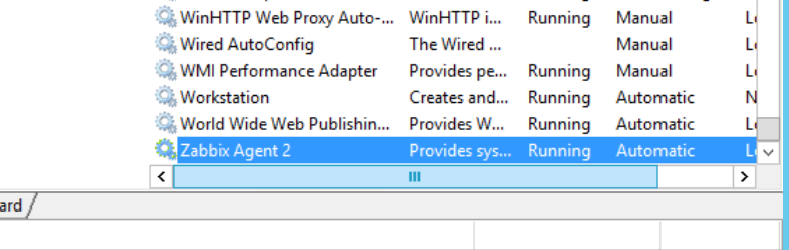 WinHTTP Web Proxy Auto-... WinHTTP i... Running Manual
Wired AutoConfig The Wired ... Manual
WMI Performance Adapter Provides pe... Running Manual
Workstation Creates and... Running Automatic N
World Wide Web Publishin... Provides W... Running Automatic
Zabbix Agent 2 Provides sys... Running Automatic
ard